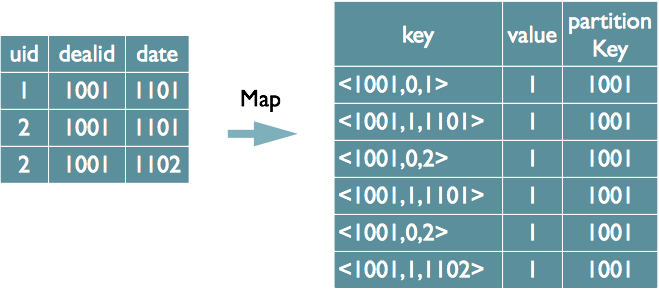 uid dealid date
1 1001 1101
2 1001 1101
2 1001 1102
Map
key value partition Key
<1001,0,1> 1 1001
<1001,1,1101> 1 1001
<1001,0,2> 1 1001
<1001,1,1101> 1 1001
<1001,0,2> 1 1001
<1001,1,1102> 1 1001